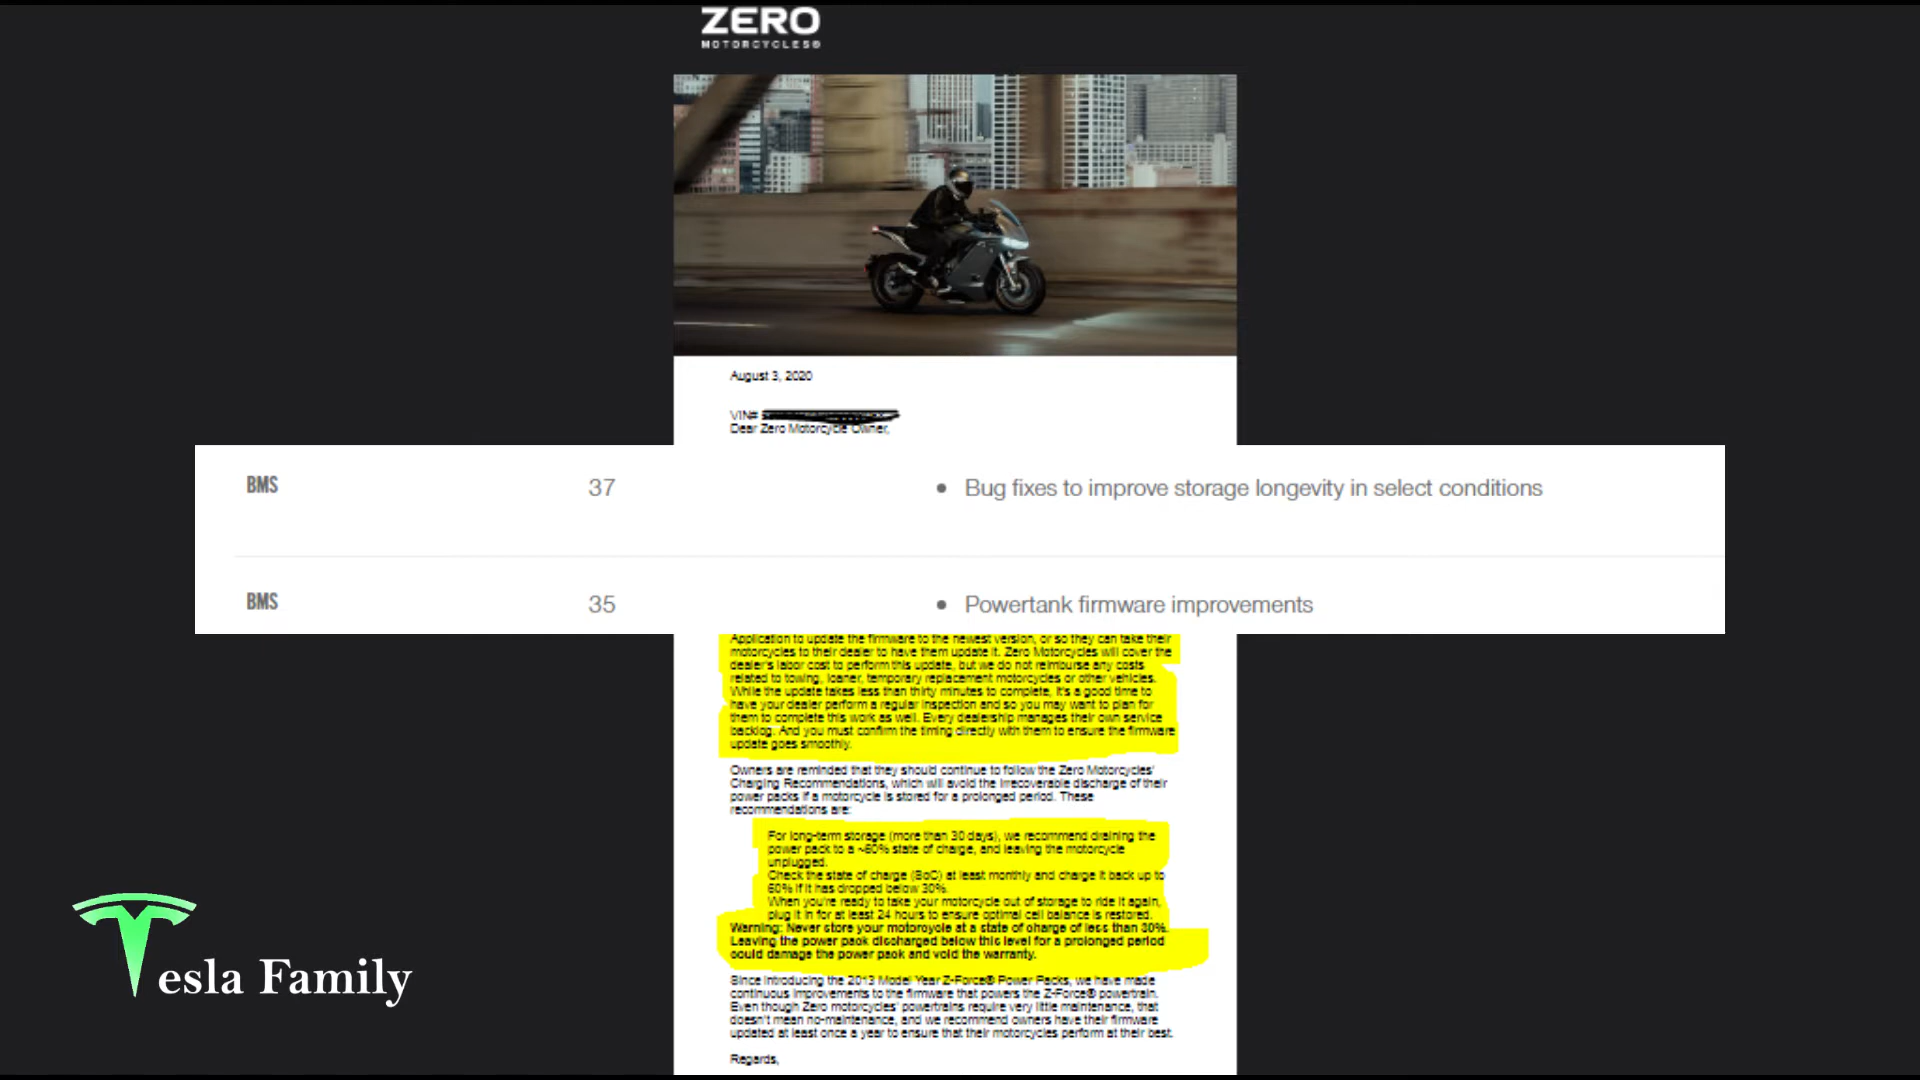 ZERO
MOTORCYCLES®
August 3, 2020
VIN#
Dear Zero Motorcycle Owner,
BMS 37 • Bug fixes to improve storage longevity in select conditions
BMS 35 • Powertank firmware improvements
Application to update the firmware to the newest version, or so they can take their
motorcycles to their dealer to have them update it. Zero Motorcycles will cover the
dealer's labor cost to perform this update, but we do not reimburse any costs
related to towing, loaner, temporary replacement motorcycles or other vehicles.
While the update takes less than thirty minutes to complete, it's a good time to
have your dealer perform a regular inspection and so you may want to plan for
them to complete this work as well. Every dealership manages their own service
backlog. And you must confirm the timing directly with them to ensure the firmware
update goes smoothly.
Owners are reminded that they should continue to follow the Zero Motorcycles'
Charging Recommendations, which will avoid the irrecoverable discharge of their
power packs if a motorcycle is stored for a prolonged period. These
recommendations are:
For long-term storage (more than 30 days), we recommend draining the
power pack to a ~60% state of charge, and leaving the motorcycle
unplugged.
Check the state of charge (SoC) at least monthly and charge it back up to
60% if it has dropped below 30%.
When you're ready to take your motorcycle out of storage to ride it again,
plug it in for at least 24 hours to ensure optimal cell balance is restored.
Warning: Never store your motorcycle at a state of charge of less than 30%.
Leaving the power pack discharged below this level for a prolonged period
could damage the power pack and void the warranty.
Since introducing the 2013 Model Year Z-Force® Power Packs, we have made
continuous improvements to the firmware that powers the Z-Force® powertrain.
Even though Zero motorcycles' powertrains require very little maintenance, that
doesn't mean no-maintenance, and we recommend owners have their firmware
updated at least once a year to ensure that their motorcycles perform at their best.
Regards,
Tesla Family